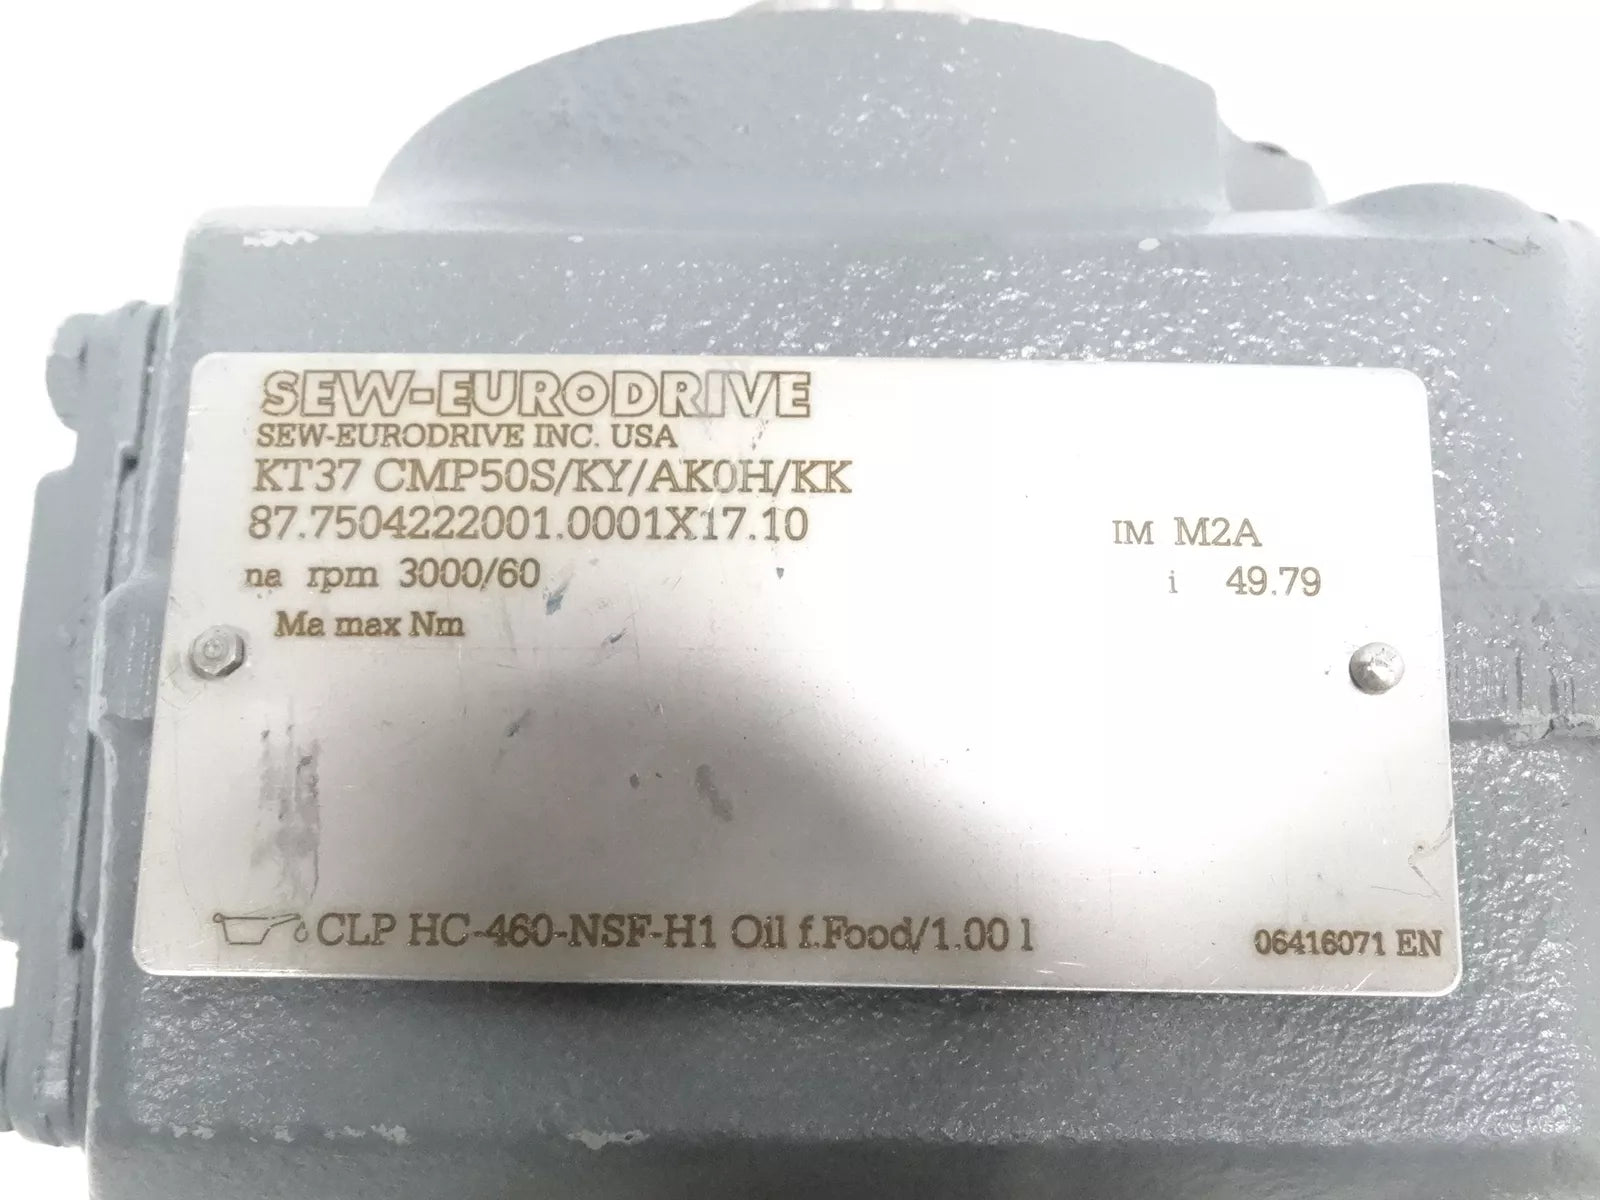 SEW-EURODRIVE
SEW-EURODRIVE INC. USA
KT37 CMP50S/KY/AK0H/KK
87.7504222001.0001X17.10
IM M2A
na rpm 3000/60
i 49.79
Ma max Nm
CLP HC-460-NSF-H1 Oil f.Food/1.00 l
06416071 EN